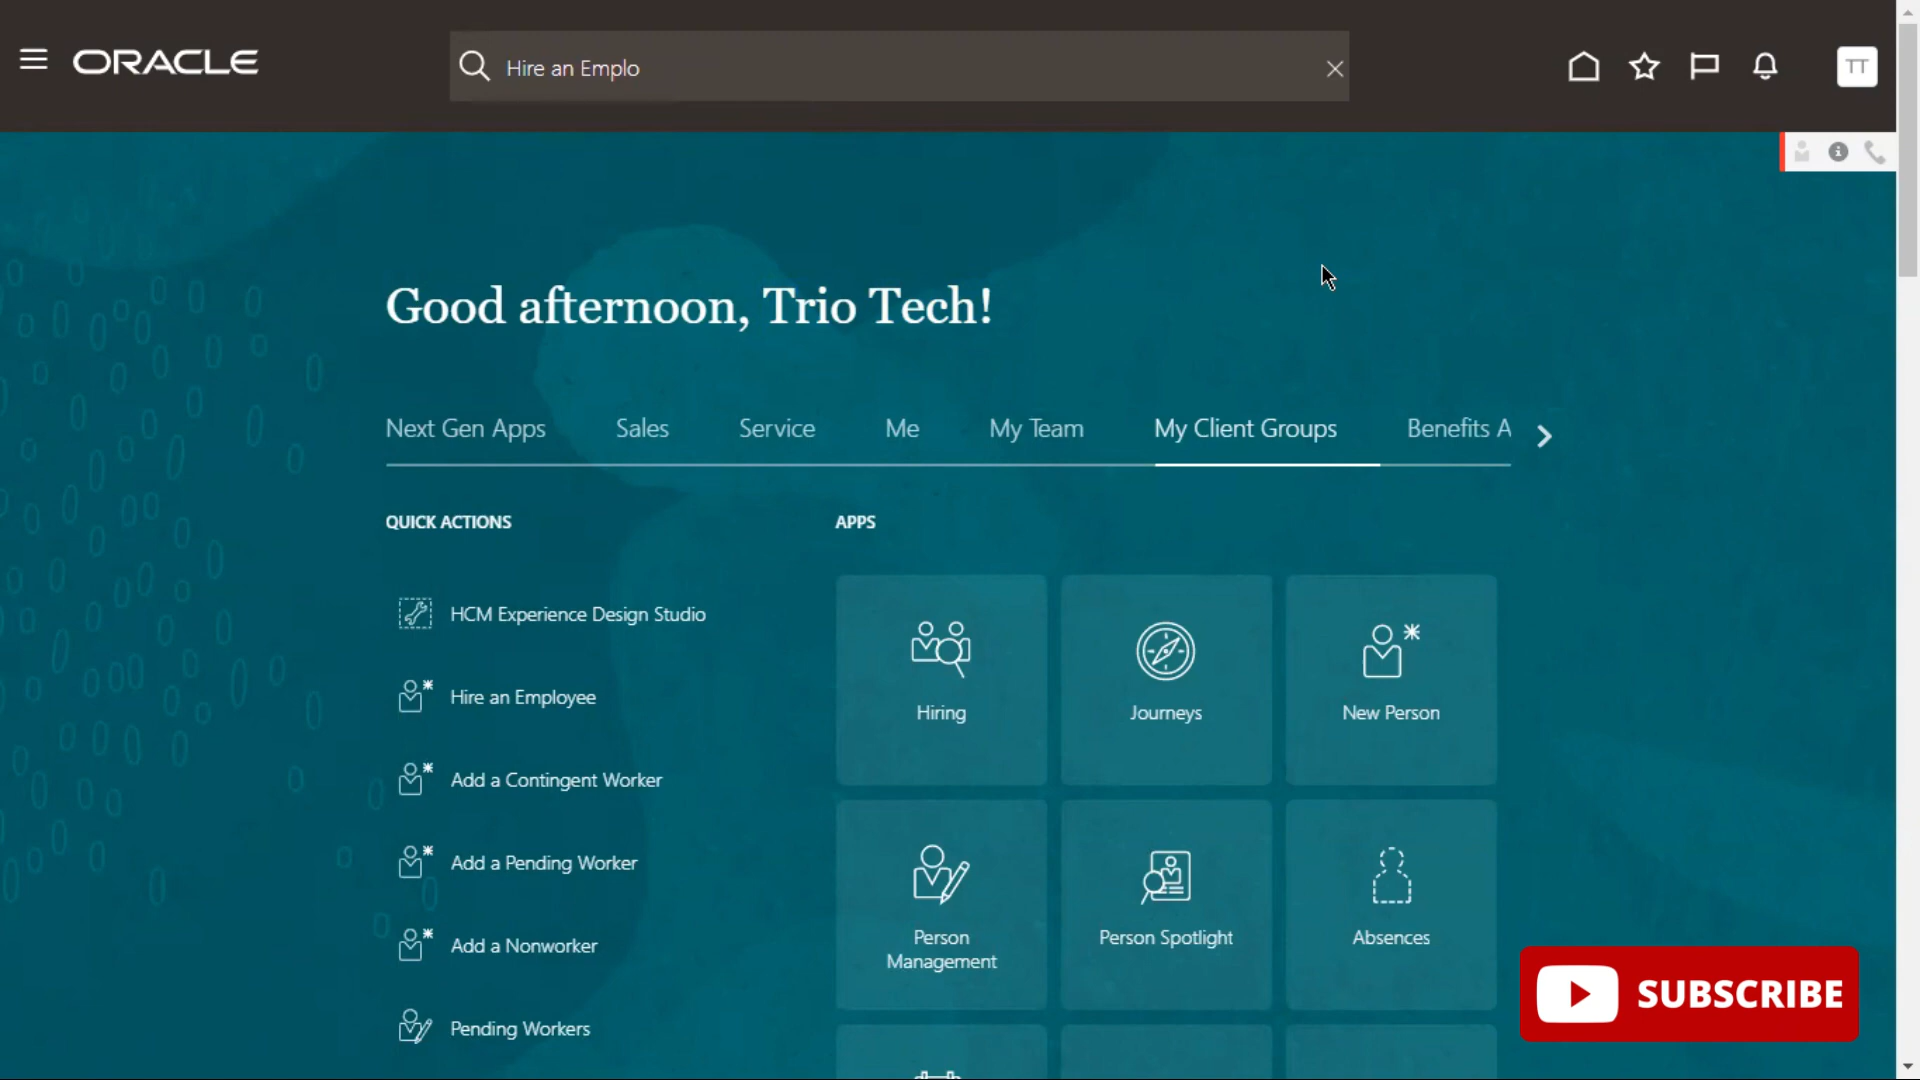 ORACLE
Hire an Emplo
TT
Good afternoon, Trio Tech!
Next Gen Apps
Sales
Service
Me
My Team
My Client Groups
Benefits A
QUICK ACTIONS
HCM Experience Design Studio
Hire an Employee
Add a Contingent Worker
Add a Pending Worker
Add a Nonworker
Pending Workers
APPS
Hiring
Journeys
New Person
Person
Management
Person Spotlight
Absences
SUBSCRIBE